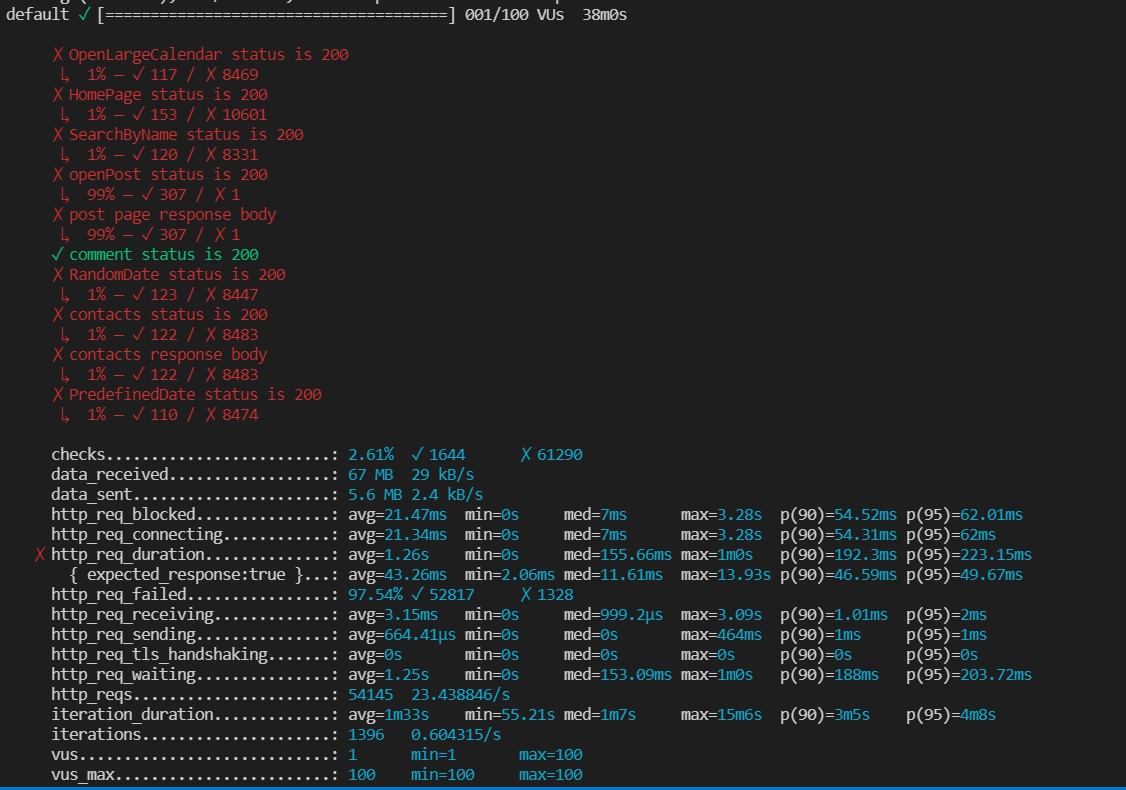 default ✓ [======================================] 001/100 VUs  38m0s
✗ OpenLargeCalendar status is 200
↳  1% — ✓ 117 / ✗ 8469
✗ HomePage status is 200
↳  1% — ✓ 153 / ✗ 10601
✗ SearchByName status is 200
↳  1% — ✓ 120 / ✗ 8331
✗ openPost status is 200
↳  99% — ✓ 307 / ✗ 1
✗ post page response body
↳  99% — ✓ 307 / ✗ 1
✓ comment status is 200
✗ RandomDate status is 200
↳  1% — ✓ 123 / ✗ 8447
✗ contacts status is 200
↳  1% — ✓ 122 / ✗ 8483
✗ contacts response body
↳  1% — ✓ 122 / ✗ 8483
✗ PredefinedDate status is 200
↳  1% — ✓ 110 / ✗ 8474
checks.........................: 2.61%  ✓ 1644      ✗ 61290
data_received..................: 67 MB  29 kB/s
data_sent......................: 5.6 MB 2.4 kB/s
http_req_blocked...............: avg=21.47ms  min=0s     med=7ms      max=3.28s  p(90)=54.52ms p(95)=62.01ms
http_req_connecting............: avg=21.34ms  min=0s     med=7ms      max=3.28s  p(90)=54.31ms p(95)=62ms
✗ http_req_duration..............: avg=1.26s    min=0s     med=155.66ms max=1m0s   p(90)=192.3ms p(95)=223.15ms
{ expected_response:true }...: avg=43.26ms  min=2.06ms med=11.61ms  max=13.93s p(90)=46.59ms p(95)=49.67ms
http_req_failed................: 97.54% ✓ 52817     ✗ 1328
http_req_receiving.............: avg=3.15ms   min=0s     med=999.2µs  max=3.09s  p(90)=1.01ms  p(95)=2ms
http_req_sending...............: avg=664.41µs min=0s     med=0s       max=464ms  p(90)=1ms     p(95)=1ms
http_req_tls_handshaking.......: avg=0s       min=0s     med=0s       max=0s     p(90)=0s      p(95)=0s
http_req_waiting...............: avg=1.25s    min=0s     med=153.09ms max=1m0s   p(90)=188ms   p(95)=203.72ms
http_reqs......................: 54145  23.438846/s
iteration_duration.............: avg=1m33s    min=55.21s med=1m7s     max=15m6s  p(90)=3m5s    p(95)=4m8s
iterations.....................: 1396   0.604315/s
vus............................: 1      min=1       max=100
vus_max........................: 100    min=100     max=100